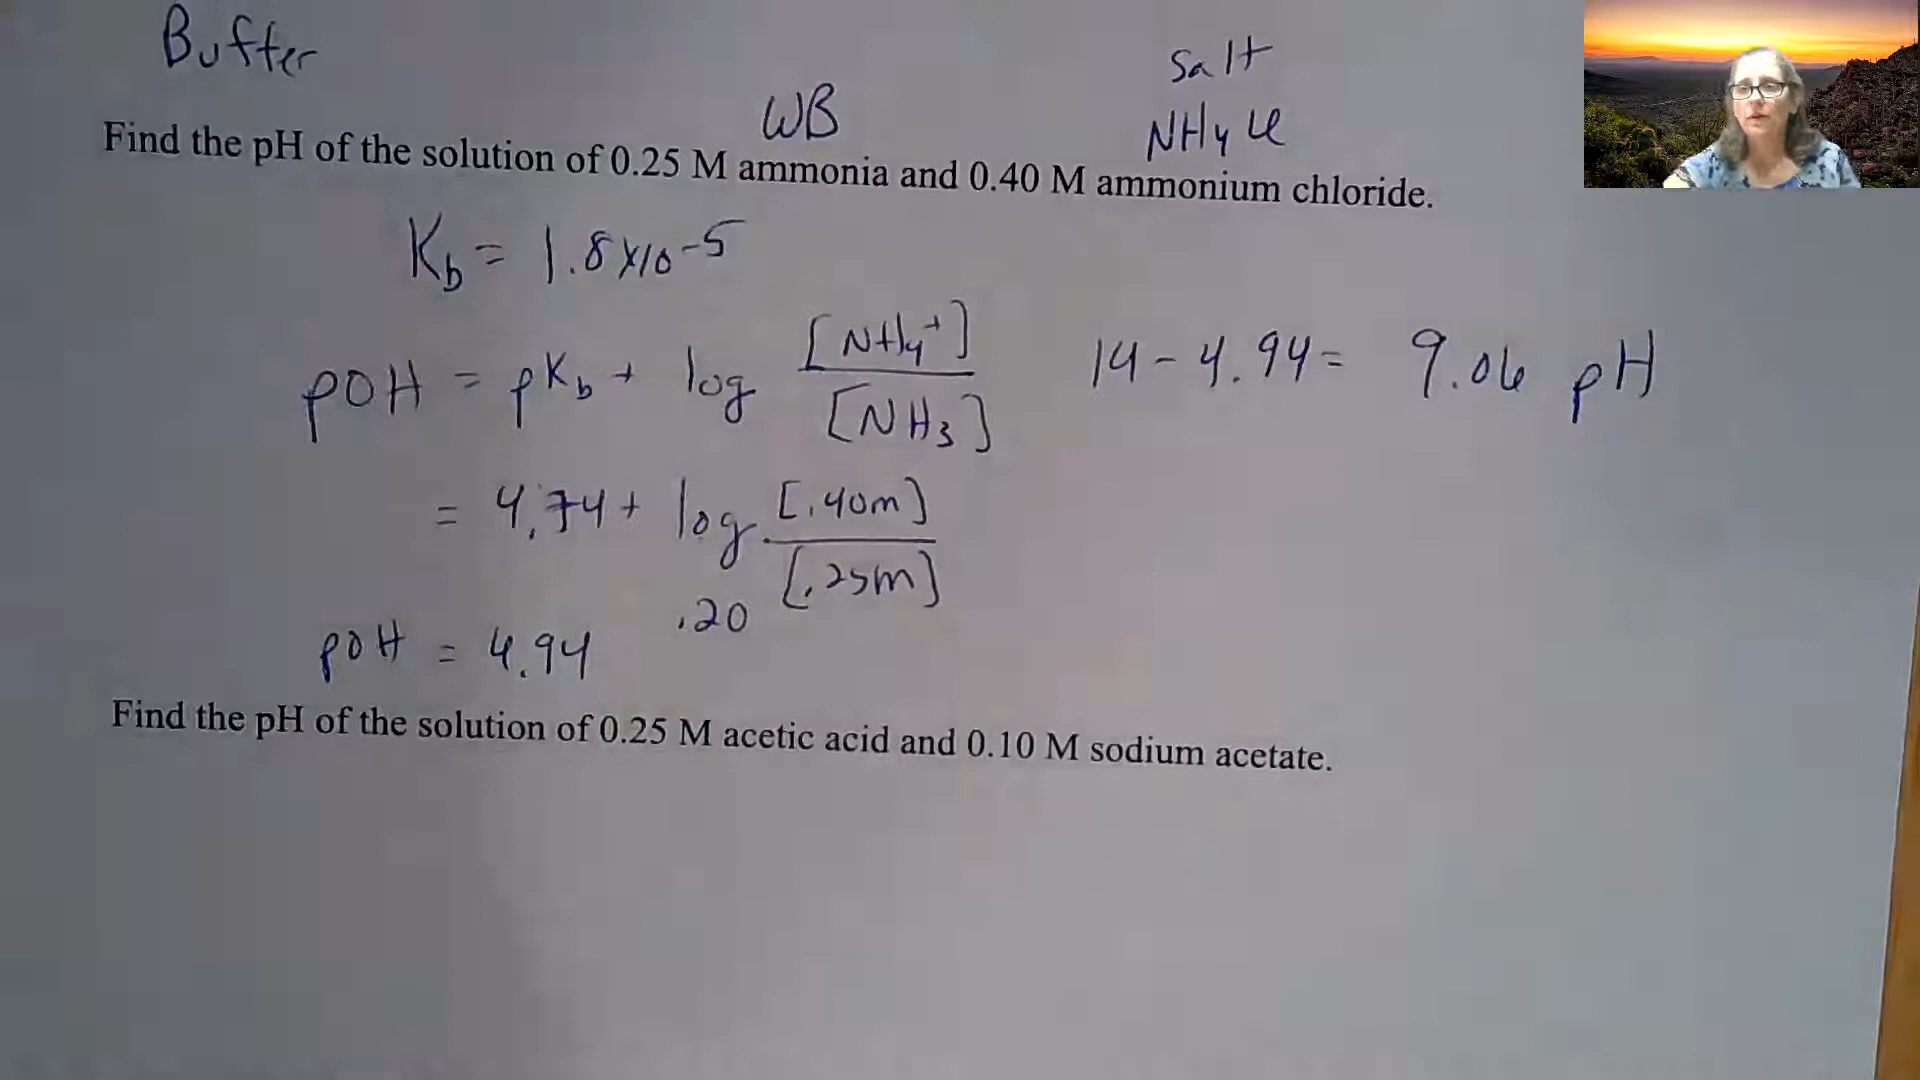 Buffer
WB
Salt
NH4Cl
Find the pH of the solution of 0.25 M ammonia and 0.40 M ammonium chloride.
Kb = 1.8 x10 -5
pOH = pKb + log [NH4+] / [NH3]
14 - 4.94 = 9.06 pH
= 4.74 + log [.40m] / [.25m]
.20
pOH = 4.94
Find the pH of the solution of 0.25 M acetic acid and 0.10 M sodium acetate.